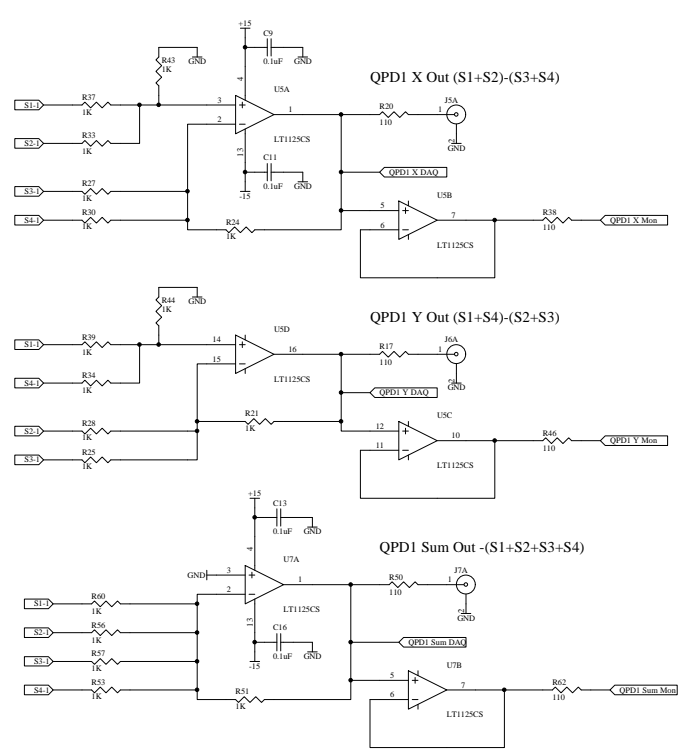 +15
C9
0.1uF
GND
R43
1K
GND
QPD1 X Out (S1+S2)-(S3+S4)
4
U5A
S1-1
R37
1K
3
2
1
R20
110
J5A
1
2
GND
S2-1
R33
1K
LT1125CS
13
C11
0.1uF
GND
-15
QPD1 X DAQ
S3-1
R27
1K
S4-1
R30
1K
R24
1K
U5B
5
6
7
LT1125CS
R38
110
QPD1 X Mon
R44
1K
GND
QPD1 Y Out (S1+S4)-(S2+S3)
U5D
S1-1
R39
1K
14
15
16
R17
110
J6A
1
2
GND
S4-1
R34
1K
LT1125CS
QPD1 Y DAQ
S2-1
R28
1K
S3-1
R25
1K
R21
1K
U5C
12
11
10
LT1125CS
R46
110
QPD1 Y Mon
+15
C13
0.1uF
GND
QPD1 Sum Out -(S1+S2+S3+S4)
4
U7A
GND
3
2
1
R50
110
J7A
1
2
GND
S1-1
R60
1K
LT1125CS
13
C16
0.1uF
GND
-15
S2-1
R56
1K
QPD1 Sum DAQ
S3-1
R57
1K
S4-1
R53
1K
R51
1K
U7B
5
6
7
LT1125CS
R62
110
QPD1 Sum Mon